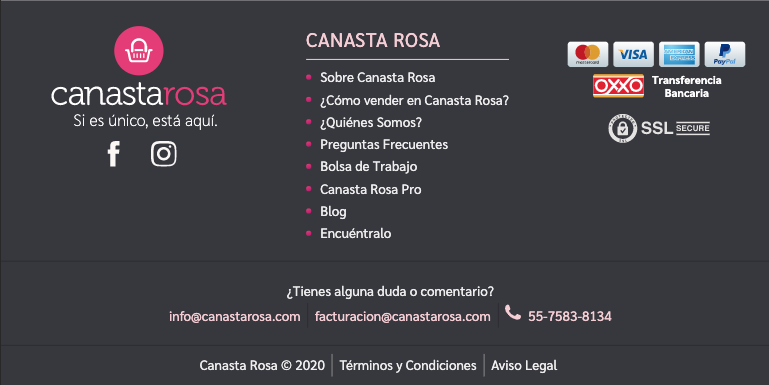 canastarosa
Si es único, está aquí.
CANASTA ROSA
Sobre Canasta Rosa
¿Cómo vender en Canasta Rosa?
¿Quiénes Somos?
Preguntas Frecuentes
Bolsa de Trabajo
Canasta Rosa Pro
Blog
Encuéntralo
mastercard VISA PayPal
OXXO Transferencia
Bancaria
SSL SECURE
¿Tienes alguna duda o comentario?
info@canastarosa.com facturacion@canastarosa.com 55-7583-8134
Canasta Rosa © 2020 Términos y Condiciones Aviso Legal